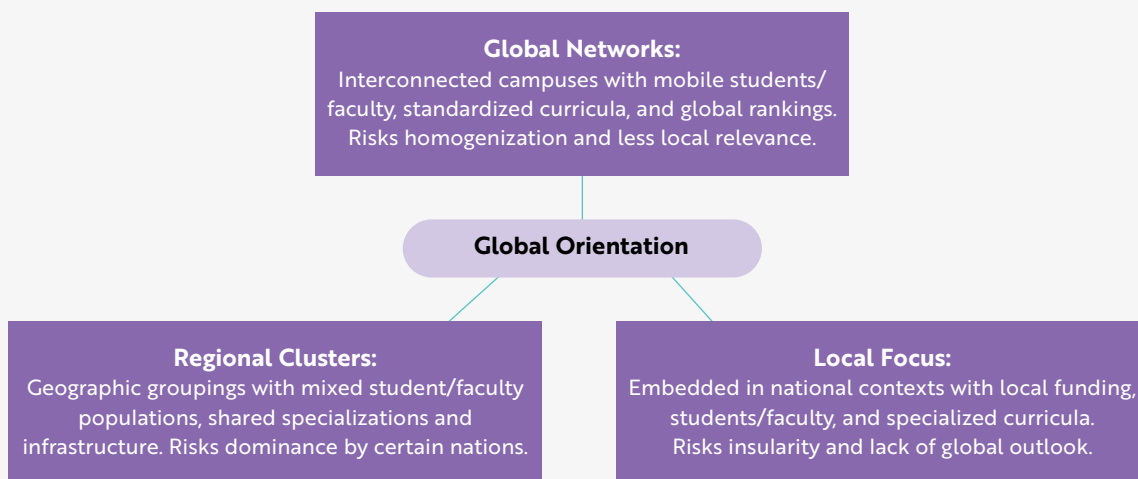 Global Networks:
Interconnected campuses with mobile students/
faculty, standardized curricula, and global rankings.
Risks homogenization and less local relevance.
Global Orientation
Regional Clusters:
Geographic groupings with mixed student/faculty
populations, shared specializations and
infrastructure. Risks dominance by certain nations.
Local Focus:
Embedded in national contexts with local funding,
students/faculty, and specialized curricula.
Risks insularity and lack of global outlook.